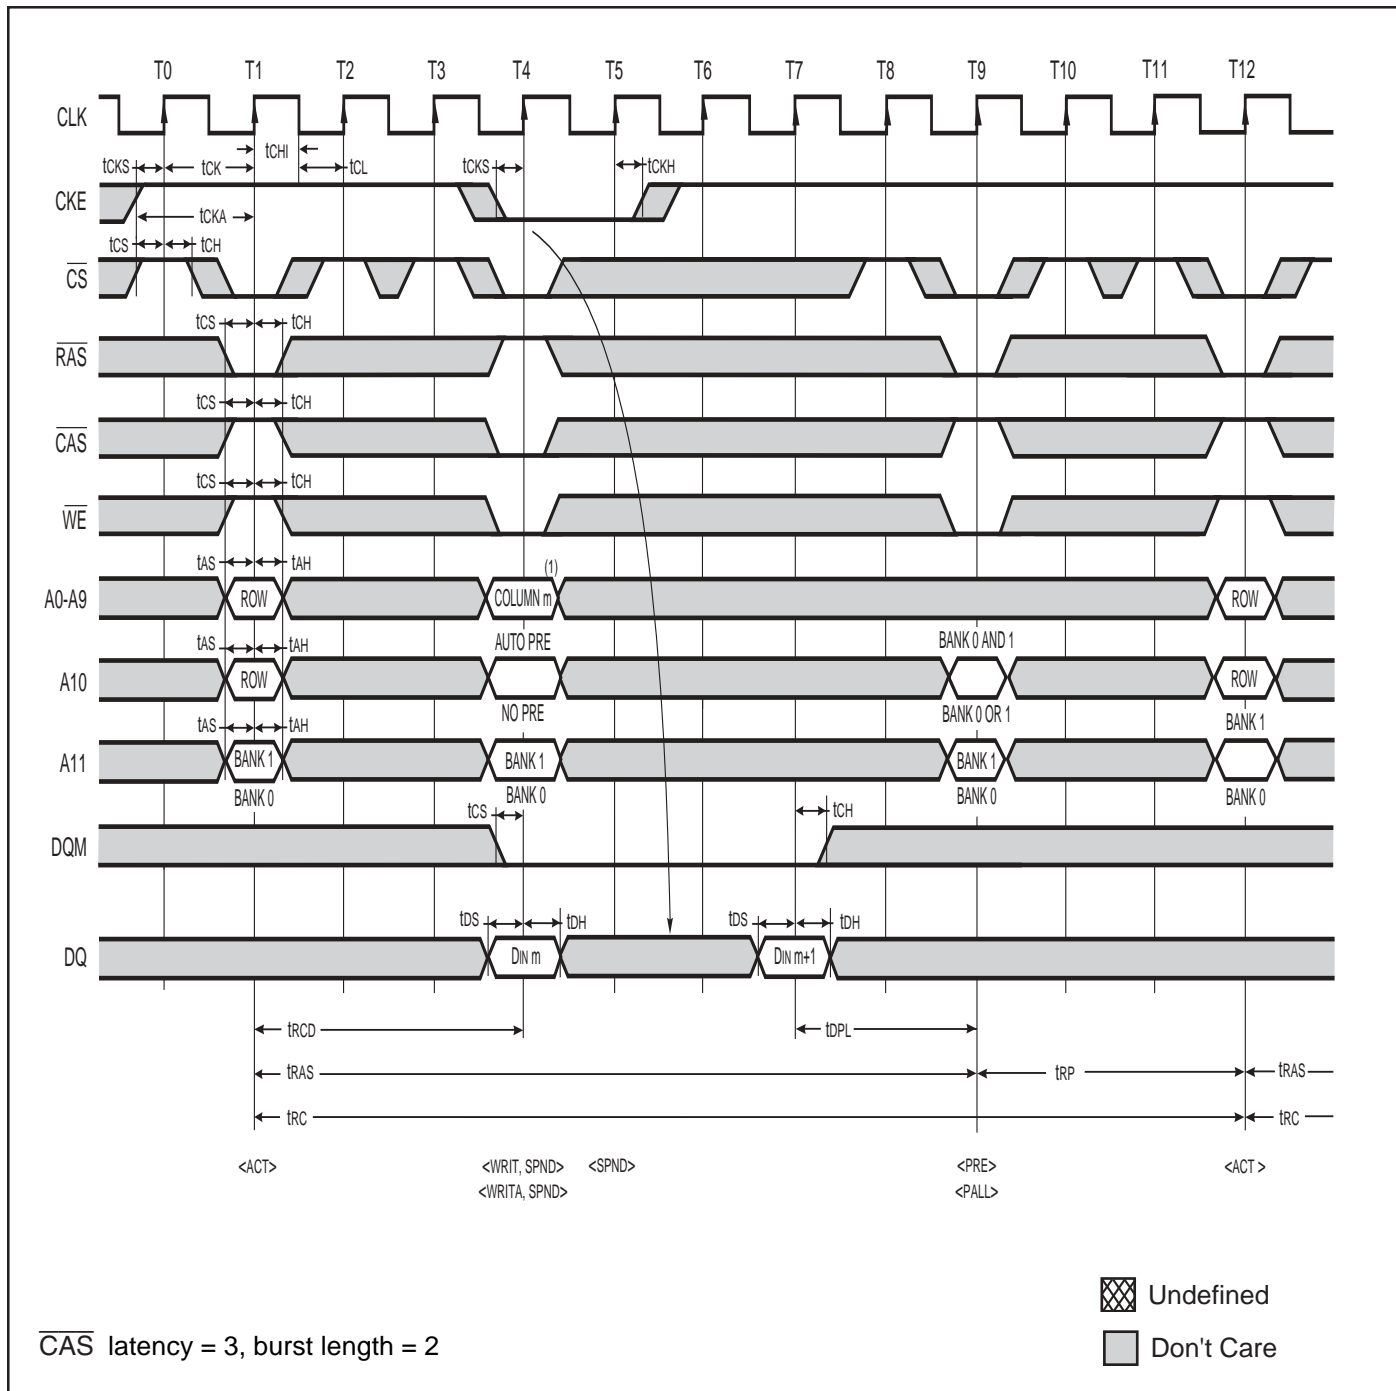 T0 T1 T2 T3 T4 T5 T6 T7 T8 T9 T10 T11 T12
CLK
tCHI
tCKS tCK tCL tCKS tCKH
CKE
tCKA
tCS tCH
CS
tCS tCH
RAS
tCS tCH
CAS
tCS tCH
WE
tAS tAH (1)
A0-A9 ROW COLUMN m ROW
tAS tAH AUTO PRE BANK 0 AND 1
A10 ROW ROW
NO PRE BANK 0 OR 1 BANK 1
tAS tAH
A11 BANK 1 BANK 1 BANK 1
BANK 0 BANK 0 BANK 0 BANK 0
tCS tCH
DQM
tDS tDH tDS tDH
DQ DIN m DIN m+1
tRCD tDPL
tRAS tRP tRAS
tRC tRC
<ACT> <WRIT, SPND> <SPND> <PRE> <ACT >
<WRITA, SPND> <PALL>
Undefined
CAS latency = 3, burst length = 2 Don't Care